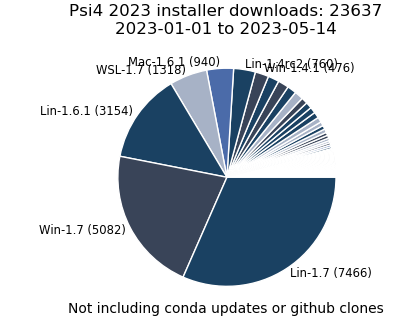 Psi4 2023 installer downloads: 23637
2023-01-01 to 2023-05-14
Mac-1.6.1 (940)
Lin-1.4rc2 (760)
WSL-1.7 (1318)
Win-1.4.1 (476)
Lin-1.6.1 (3154)
Win-1.7 (5082)
Lin-1.7 (7466)
Not including conda updates or github clones